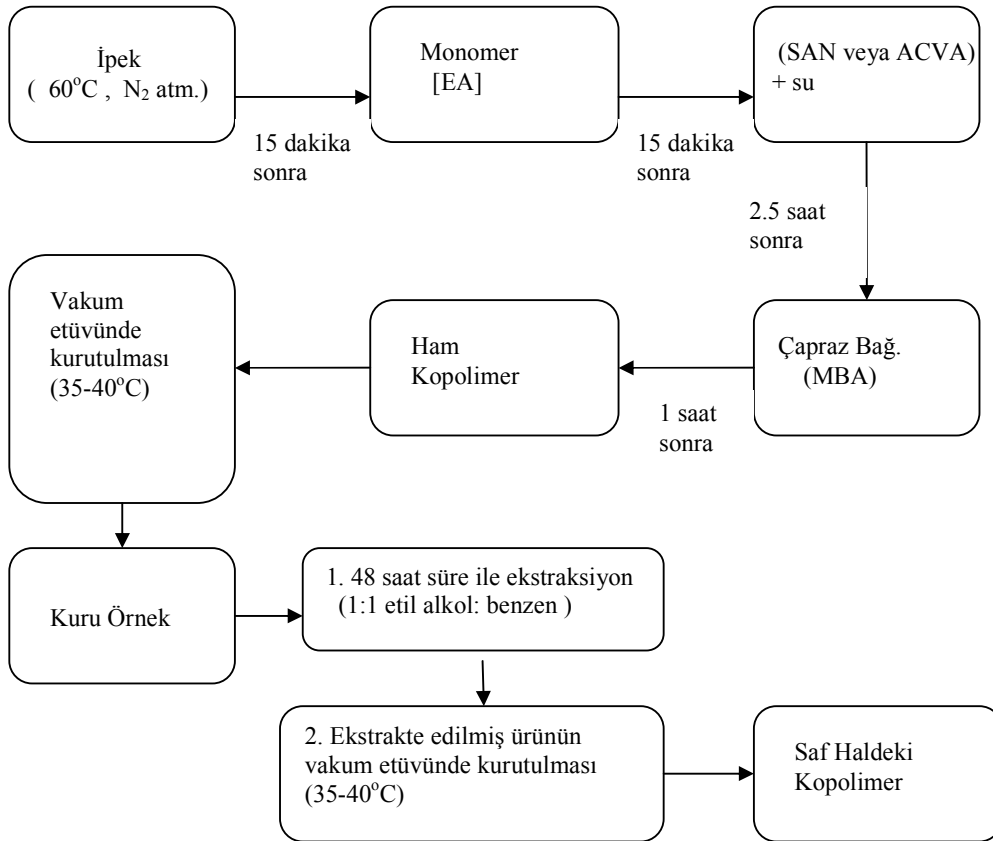 İpek
( 60°C , N₂ atm.)
15 dakika
sonra
Monomer
[EA]
15 dakika
sonra
(SAN veya ACVA)
+ su
2.5 saat
sonra
Çapraz Bağ.
(MBA)
1 saat
sonra
Ham
Kopolimer
Vakum
etüvünde
kurutulması
(35-40°C)
Kuru Örnek
1. 48 saat süre ile ekstraksiyon
(1:1 etil alkol: benzen )
2. Ekstrakte edilmiş ürünün
vakum etüvünde kurutulması
(35-40°C)
Saf Haldeki
Kopolimer